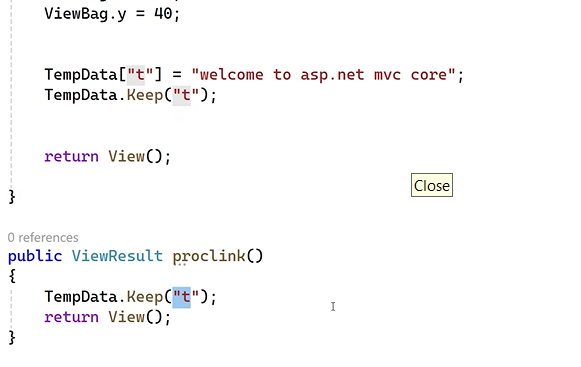 ViewBag.y = 40;
TempData["t"] = "welcome to asp.net mvc core";
TempData.Keep("t");
return View();
Close
}
0 references
public ViewResult proclink()
{
TempData.Keep("t");
return View();
}